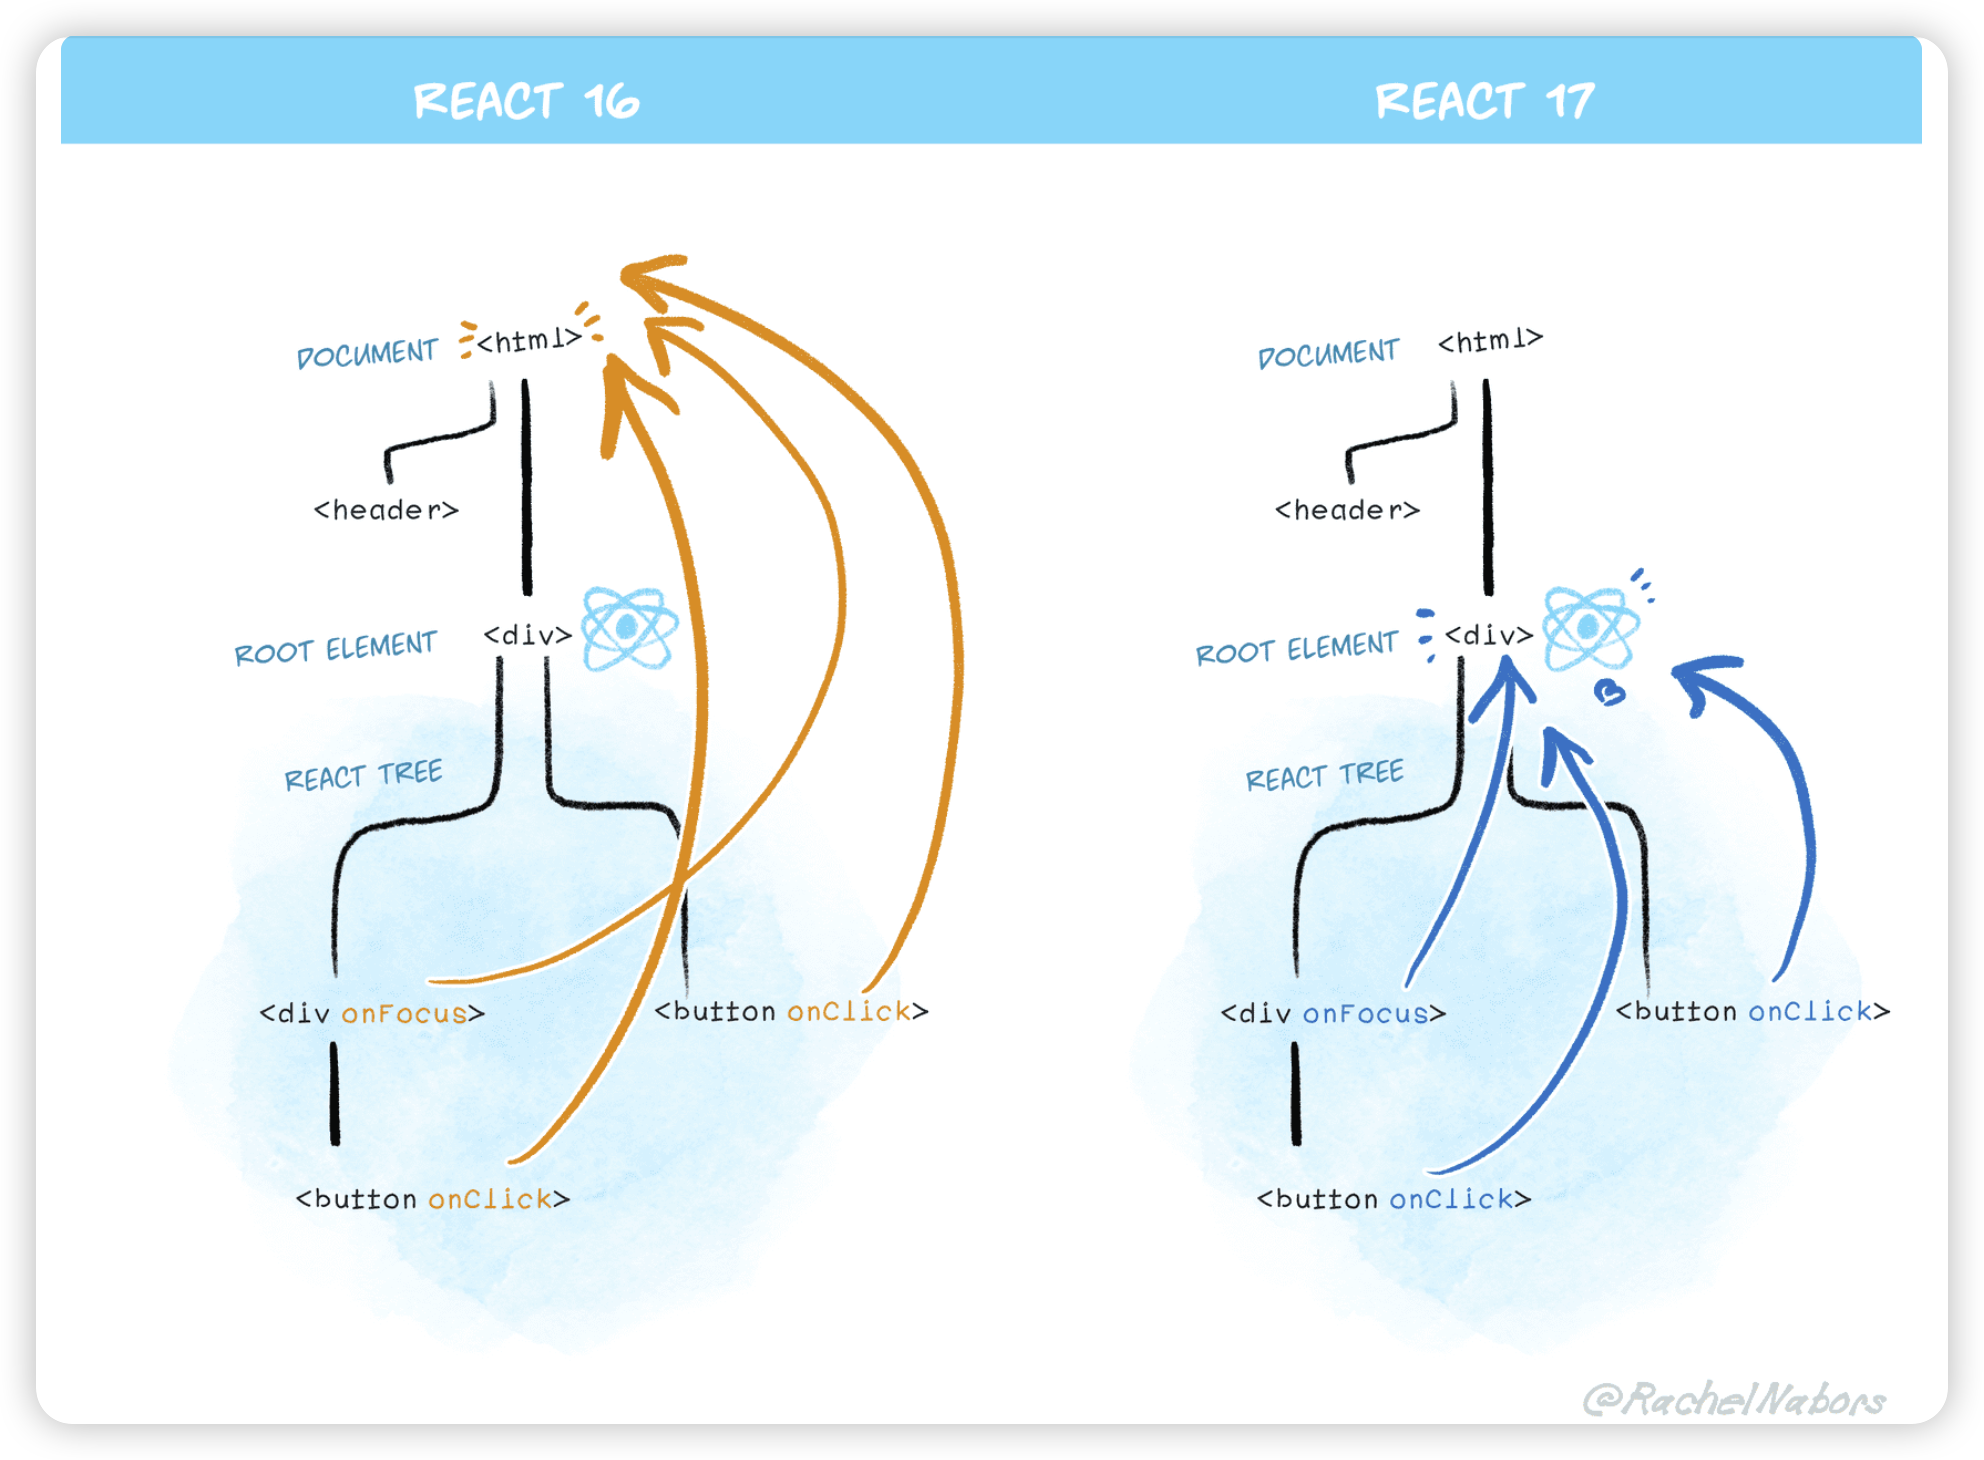 REACT 16
DOCUMENT <html>
<header>
ROOT ELEMENT <div>
REACT TREE
<div onFocus> <button onClick>
<button onClick>
REACT 17
DOCUMENT <html>
<header>
ROOT ELEMENT <div>
REACT TREE
<div onFocus> <button onClick>
<button onClick>
@RachelNabors